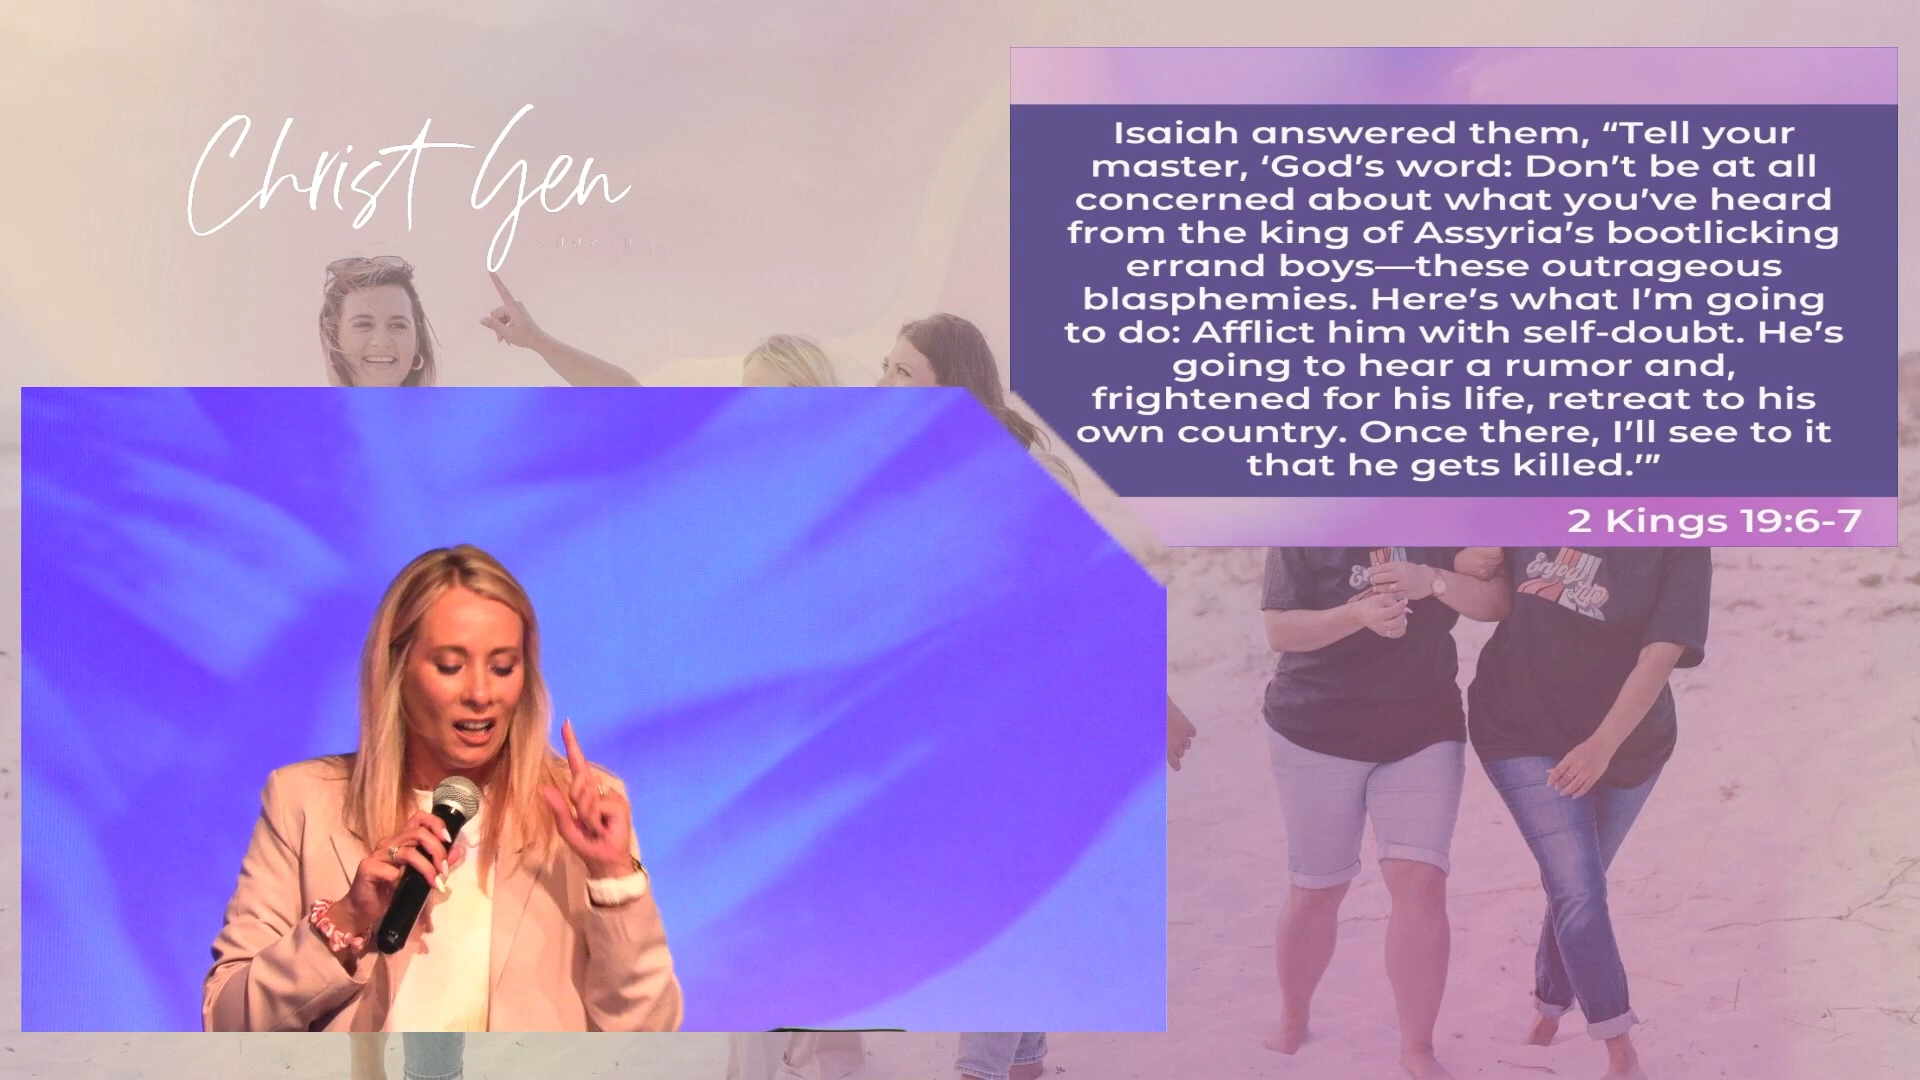 Christ Gen
CHURCH
Isaiah answered them, “Tell your
master, ‘God’s word: Don’t be at all
concerned about what you’ve heard
from the king of Assyria’s bootlicking
errand boys—these outrageous
blasphemies. Here’s what I’m going
to do: Afflict him with self-doubt. He’s
going to hear a rumor and,
frightened for his life, retreat to his
own country. Once there, I’ll see to it
that he gets killed.’”
2 Kings 19:6-7
Enjoy
Life